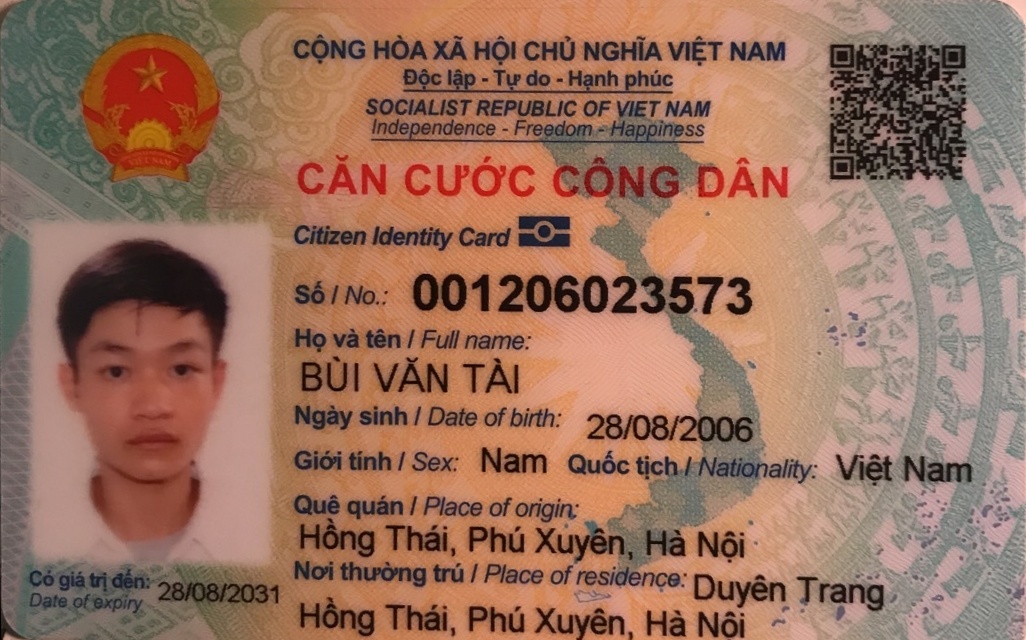 CỘNG HÒA XÃ HỘI CHỦ NGHĨA VIỆT NAM
Độc lập - Tự do - Hạnh phúc
SOCIALIST REPUBLIC OF VIET NAM
Independence - Freedom - Happiness
CĂN CƯỚC CÔNG DÂN
Citizen Identity Card
Số / No.: 001206023573
Họ và tên / Full name:
BÙI VĂN TÀI
Ngày sinh / Date of birth: 28/08/2006
Giới tính / Sex: Nam Quốc tịch / Nationality: Việt Nam
Quê quán / Place of origin:
Hồng Thái, Phú Xuyên, Hà Nội
Nơi thường trú / Place of residence: Duyên Trang
Hồng Thái, Phú Xuyên, Hà Nội
Có giá trị đến: 28/08/2031
Date of expiry
VIỆT NAM